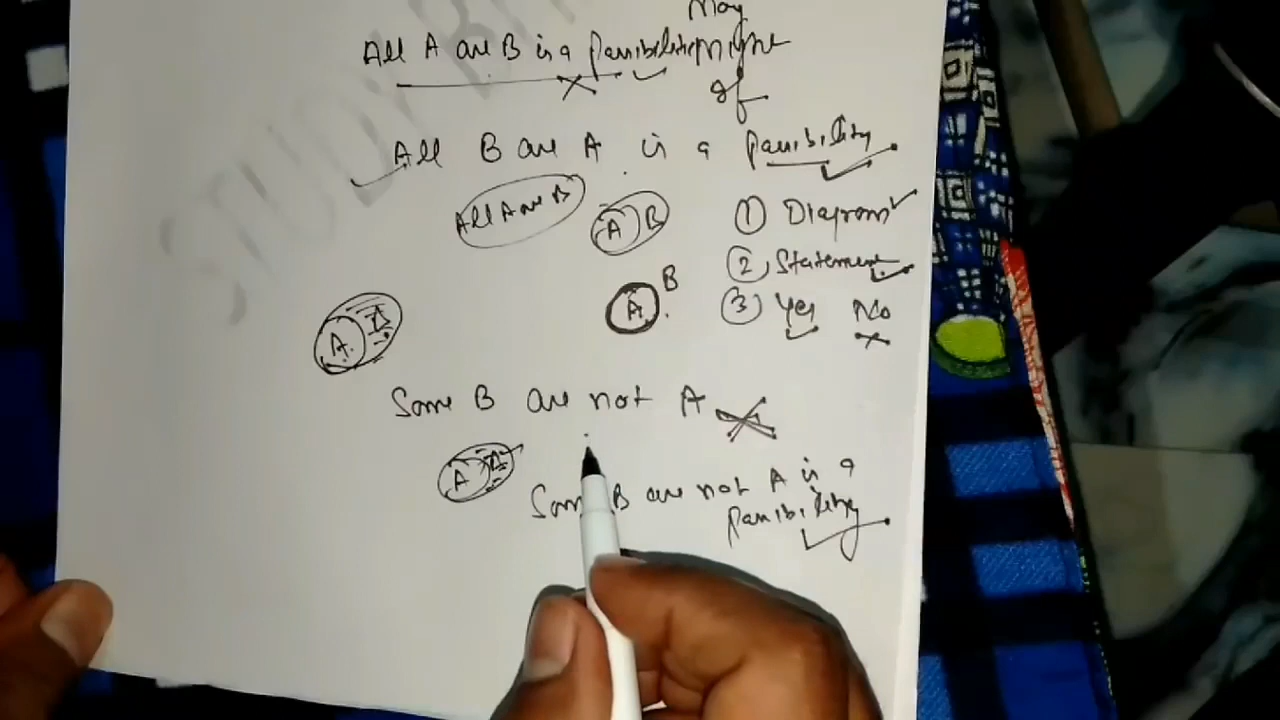 May
All A are B is a Possibilities might
of
All B are A is a Possibility
All A are B A B
① Diagram
② Statement
A B
③ Yes No
A
Some B are not A
A
Some B are not A is a
Possibility